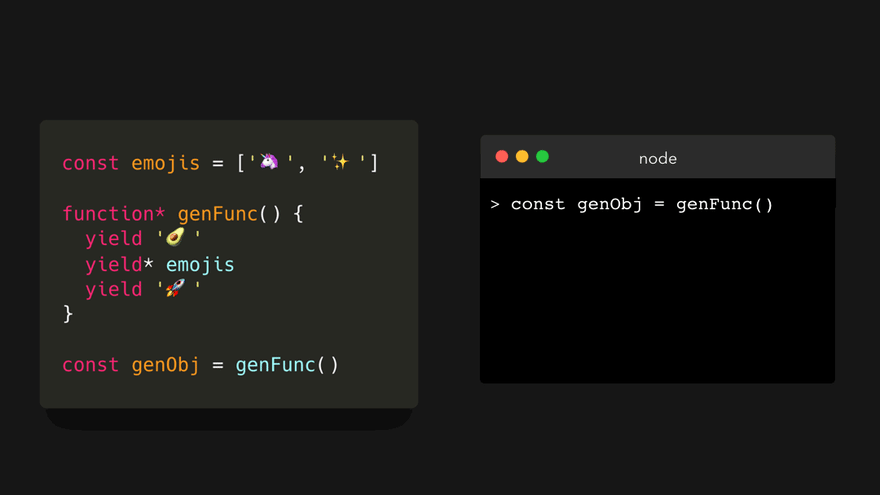 const emojis = ['🦄 ', '✨ ']
function* genFunc() {
  yield '🥑 '
  yield* emojis
  yield '🚀 '
}
const genObj = genFunc()
node
> const genObj = genFunc()